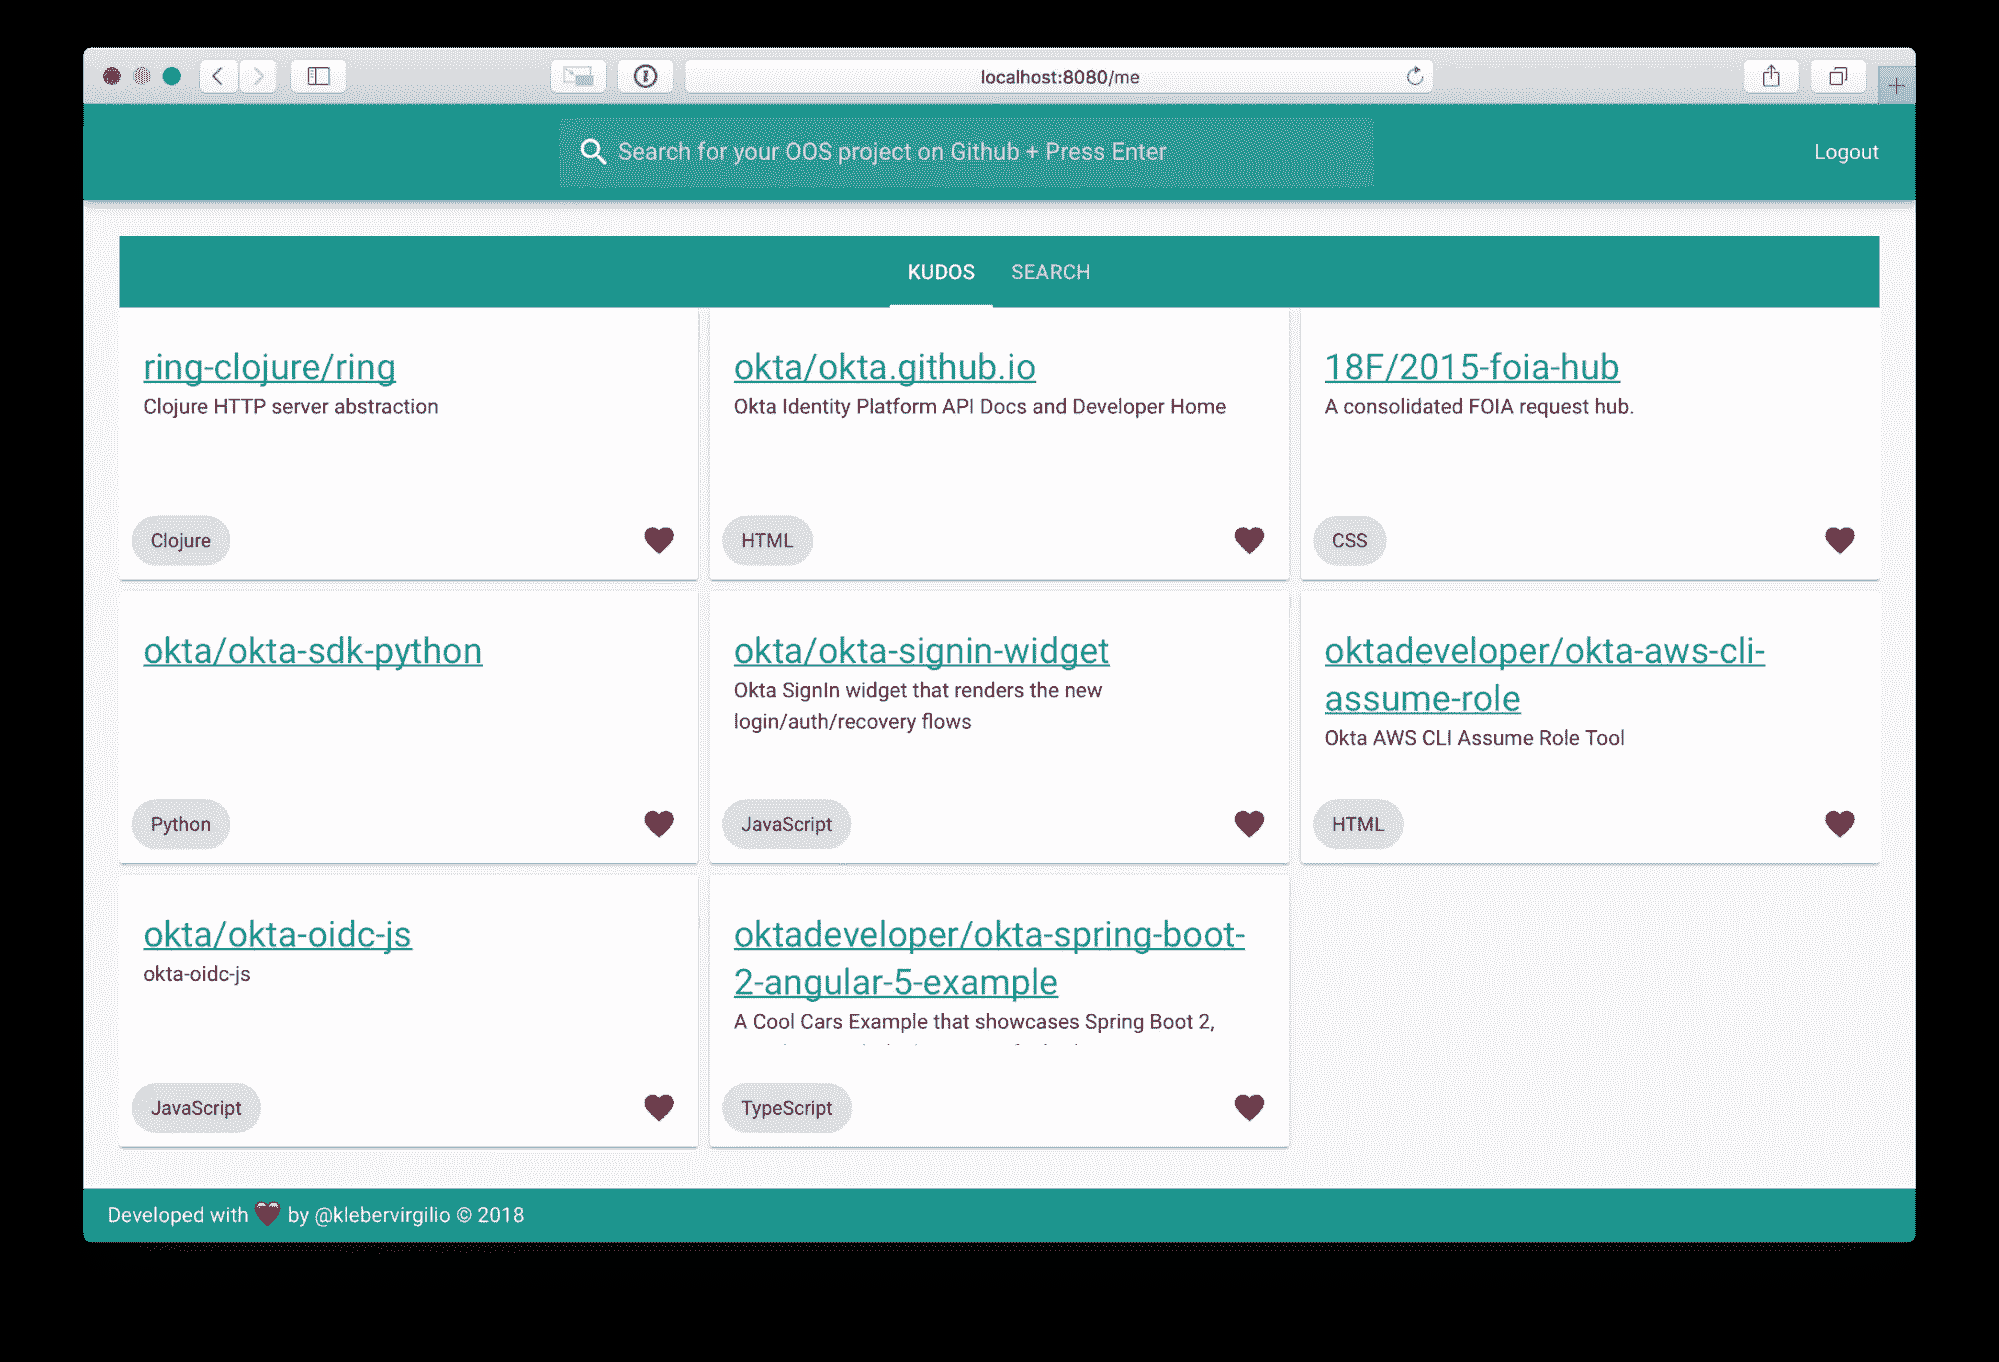 localhost:8080/me
Search for your OOS project on Github + Press Enter
Logout
KUDOS
SEARCH
ring-clojure/ring
Clojure HTTP server abstraction
Clojure
okta/okta.github.io
Okta Identity Platform API Docs and Developer Home
HTML
18F/2015-foia-hub
A consolidated FOIA request hub.
CSS
okta/okta-sdk-python
Python
okta/okta-signin-widget
Okta SignIn widget that renders the new
login/auth/recovery flows
JavaScript
oktadeveloper/okta-aws-cli-
assume-role
Okta AWS CLI Assume Role Tool
HTML
okta/okta-oidc-js
okta-oidc-js
JavaScript
oktadeveloper/okta-spring-boot-
2-angular-5-example
A Cool Cars Example that showcases Spring Boot 2,
TypeScript
Developed with ❤ by @klebervirgilio © 2018